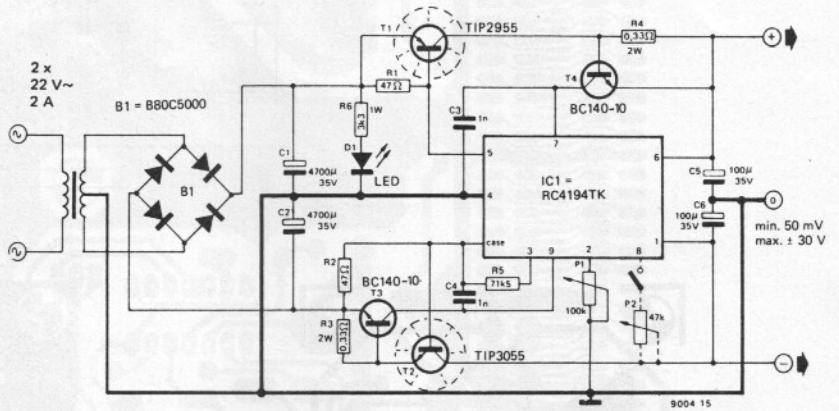 2 x
22 V~
2 A
B1 = B80C5000
B1
T1
TIP2955
R1
47Ω
R6
1W
3k3
D1
LED
C1
4700µ
35V
C2
4700µ
35V
C3
1n
R4
0,33Ω
2W
T4
BC140-10
+
5
7
4
6
IC1 =
RC4194TK
case
3
9
2
8
1
C5
100µ
35V
C6
100µ
35V
0
min. 50 mV
max. ± 30 V
R2
47Ω
BC140-10
T3
R3
2W
0,33Ω
C4
1n
R5
71k5
P1
100k
P2
47k
T2
TIP3055
−
9004 15